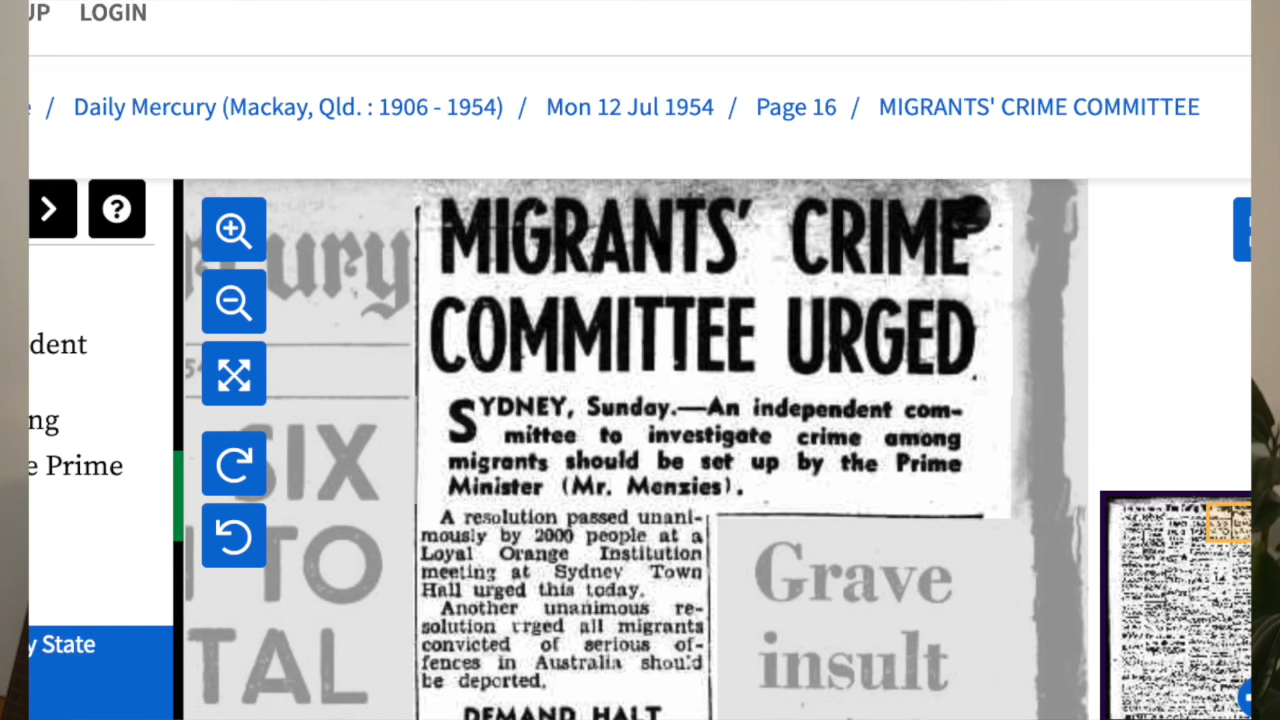 UP LOGIN
e / Daily Mercury (Mackay, Qld. : 1906 - 1954) / Mon 12 Jul 1954 / Page 16 / MIGRANTS' CRIME COMMITTEE
dent
ng
e Prime
y State
ury
54
SIX
TO
TAL
MIGRANTS' CRIME
COMMITTEE URGED
SYDNEY, Sunday.—An independent com-
mittee to investigate crime among
migrants should be set up by the Prime
Minister (Mr. Menzies).
A resolution passed unani-
mously by 2000 people at a
Loyal Orange Institution
meeting at Sydney Town
Hall urged this today.
Another unanimous re-
solution urged all migrants
convicted of serious of-
fences in Australia should
be deported.
DEMAND HALT
Grave
insult